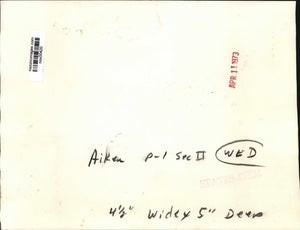 APR 11 1973
Aiken P-1 Sec II WED
4½" Wide x 5" Deep